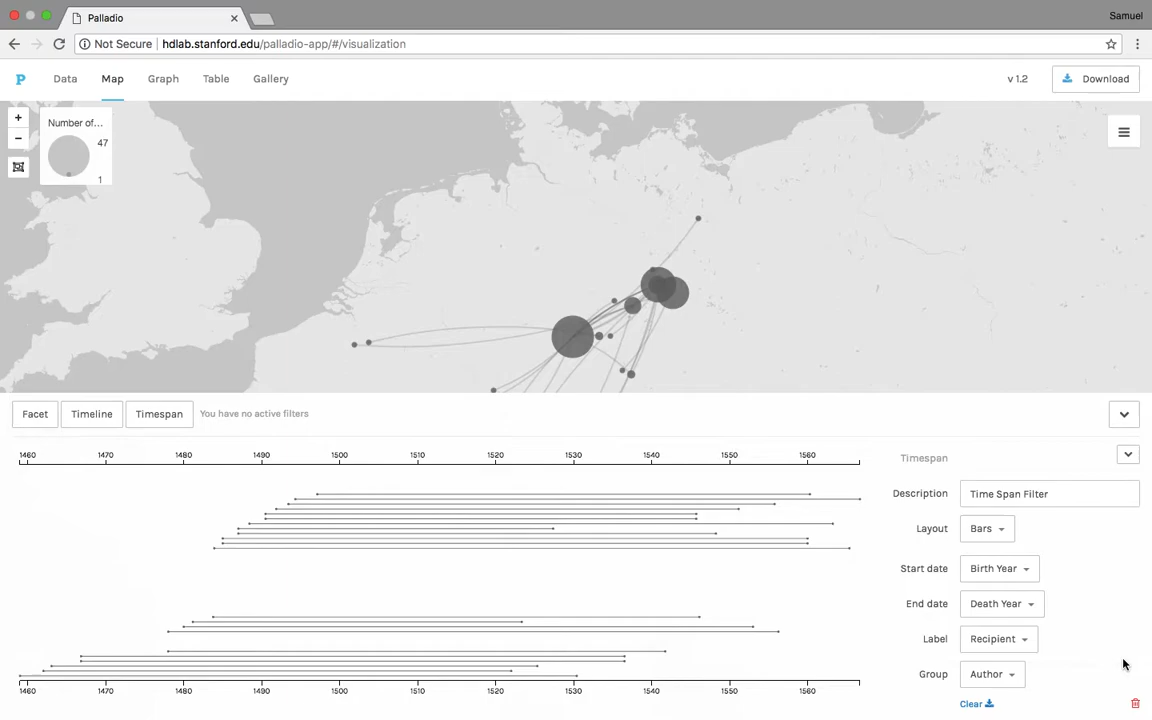 Palladio
Samuel
Not Secure hdlab.stanford.edu/palladio-app/#/visualization
P Data Map Graph Table Gallery v 1.2 Download
+
−
Number of...
47
1
Facet Timeline Timespan You have no active filters
1460 1470 1480 1490 1500 1510 1520 1530 1540 1550 1560
Timespan
Description Time Span Filter
Layout Bars
Start date Birth Year
End date Death Year
Label Recipient
Group Author
1460 1470 1480 1490 1500 1510 1520 1530 1540 1550 1560
Clear